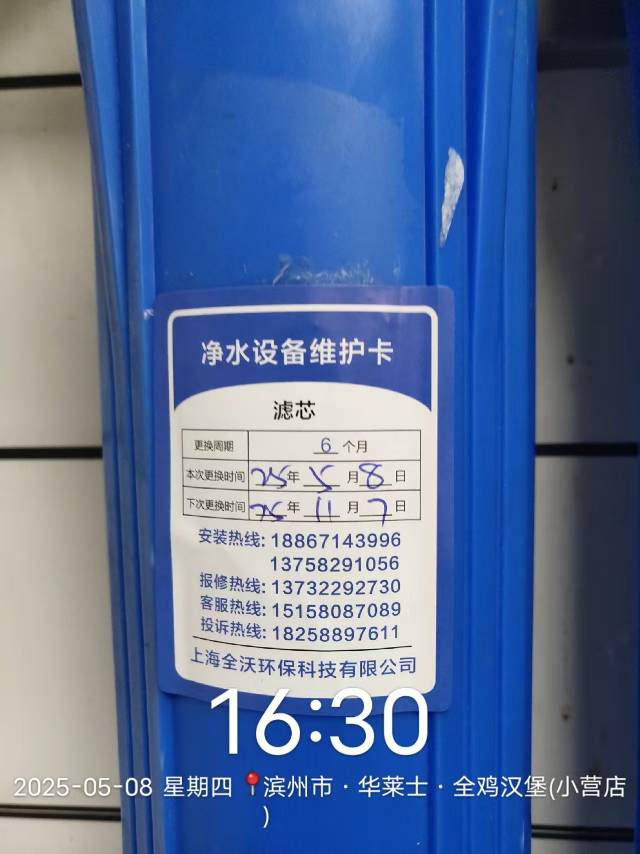 净水设备维护卡
滤芯
更换周期 6 个月
本次更换时间 25年 5 月 8 日
下次更换时间 25年 11 月 7 日
安装热线: 18867143996
13758291056
报修热线: 13732292730
客服热线: 15158087089
投诉热线: 18258897611
上海全沃环保科技有限公司
16:30
2025-05-08 星期四 📍滨州市·华莱士·全鸡汉堡(小营店
)